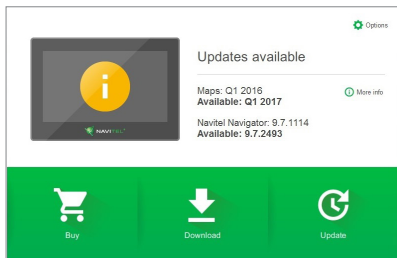 Options
Updates available
Maps: Q1 2016
Available: Q1 2017
More info
Navitel Navigator: 9.7.1114
Available: 9.7.2493
NAVITEL
Buy
Download
Update